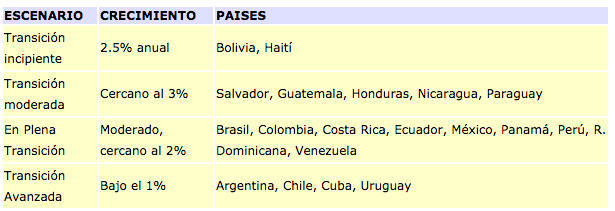 ESCENARIO CRECIMIENTO PAISES
Transición
incipiente
2.5% anual
Bolivia, Haití
Transición
moderada
Cercano al 3%
Salvador, Guatemala, Honduras, Nicaragua, Paraguay
En Plena
Transición
Moderado,
cercano al 2%
Brasil, Colombia, Costa Rica, Ecuador, México, Panamá, Perú, R.
Dominicana, Venezuela
Transición
Avanzada
Bajo el 1%
Argentina, Chile, Cuba, Uruguay